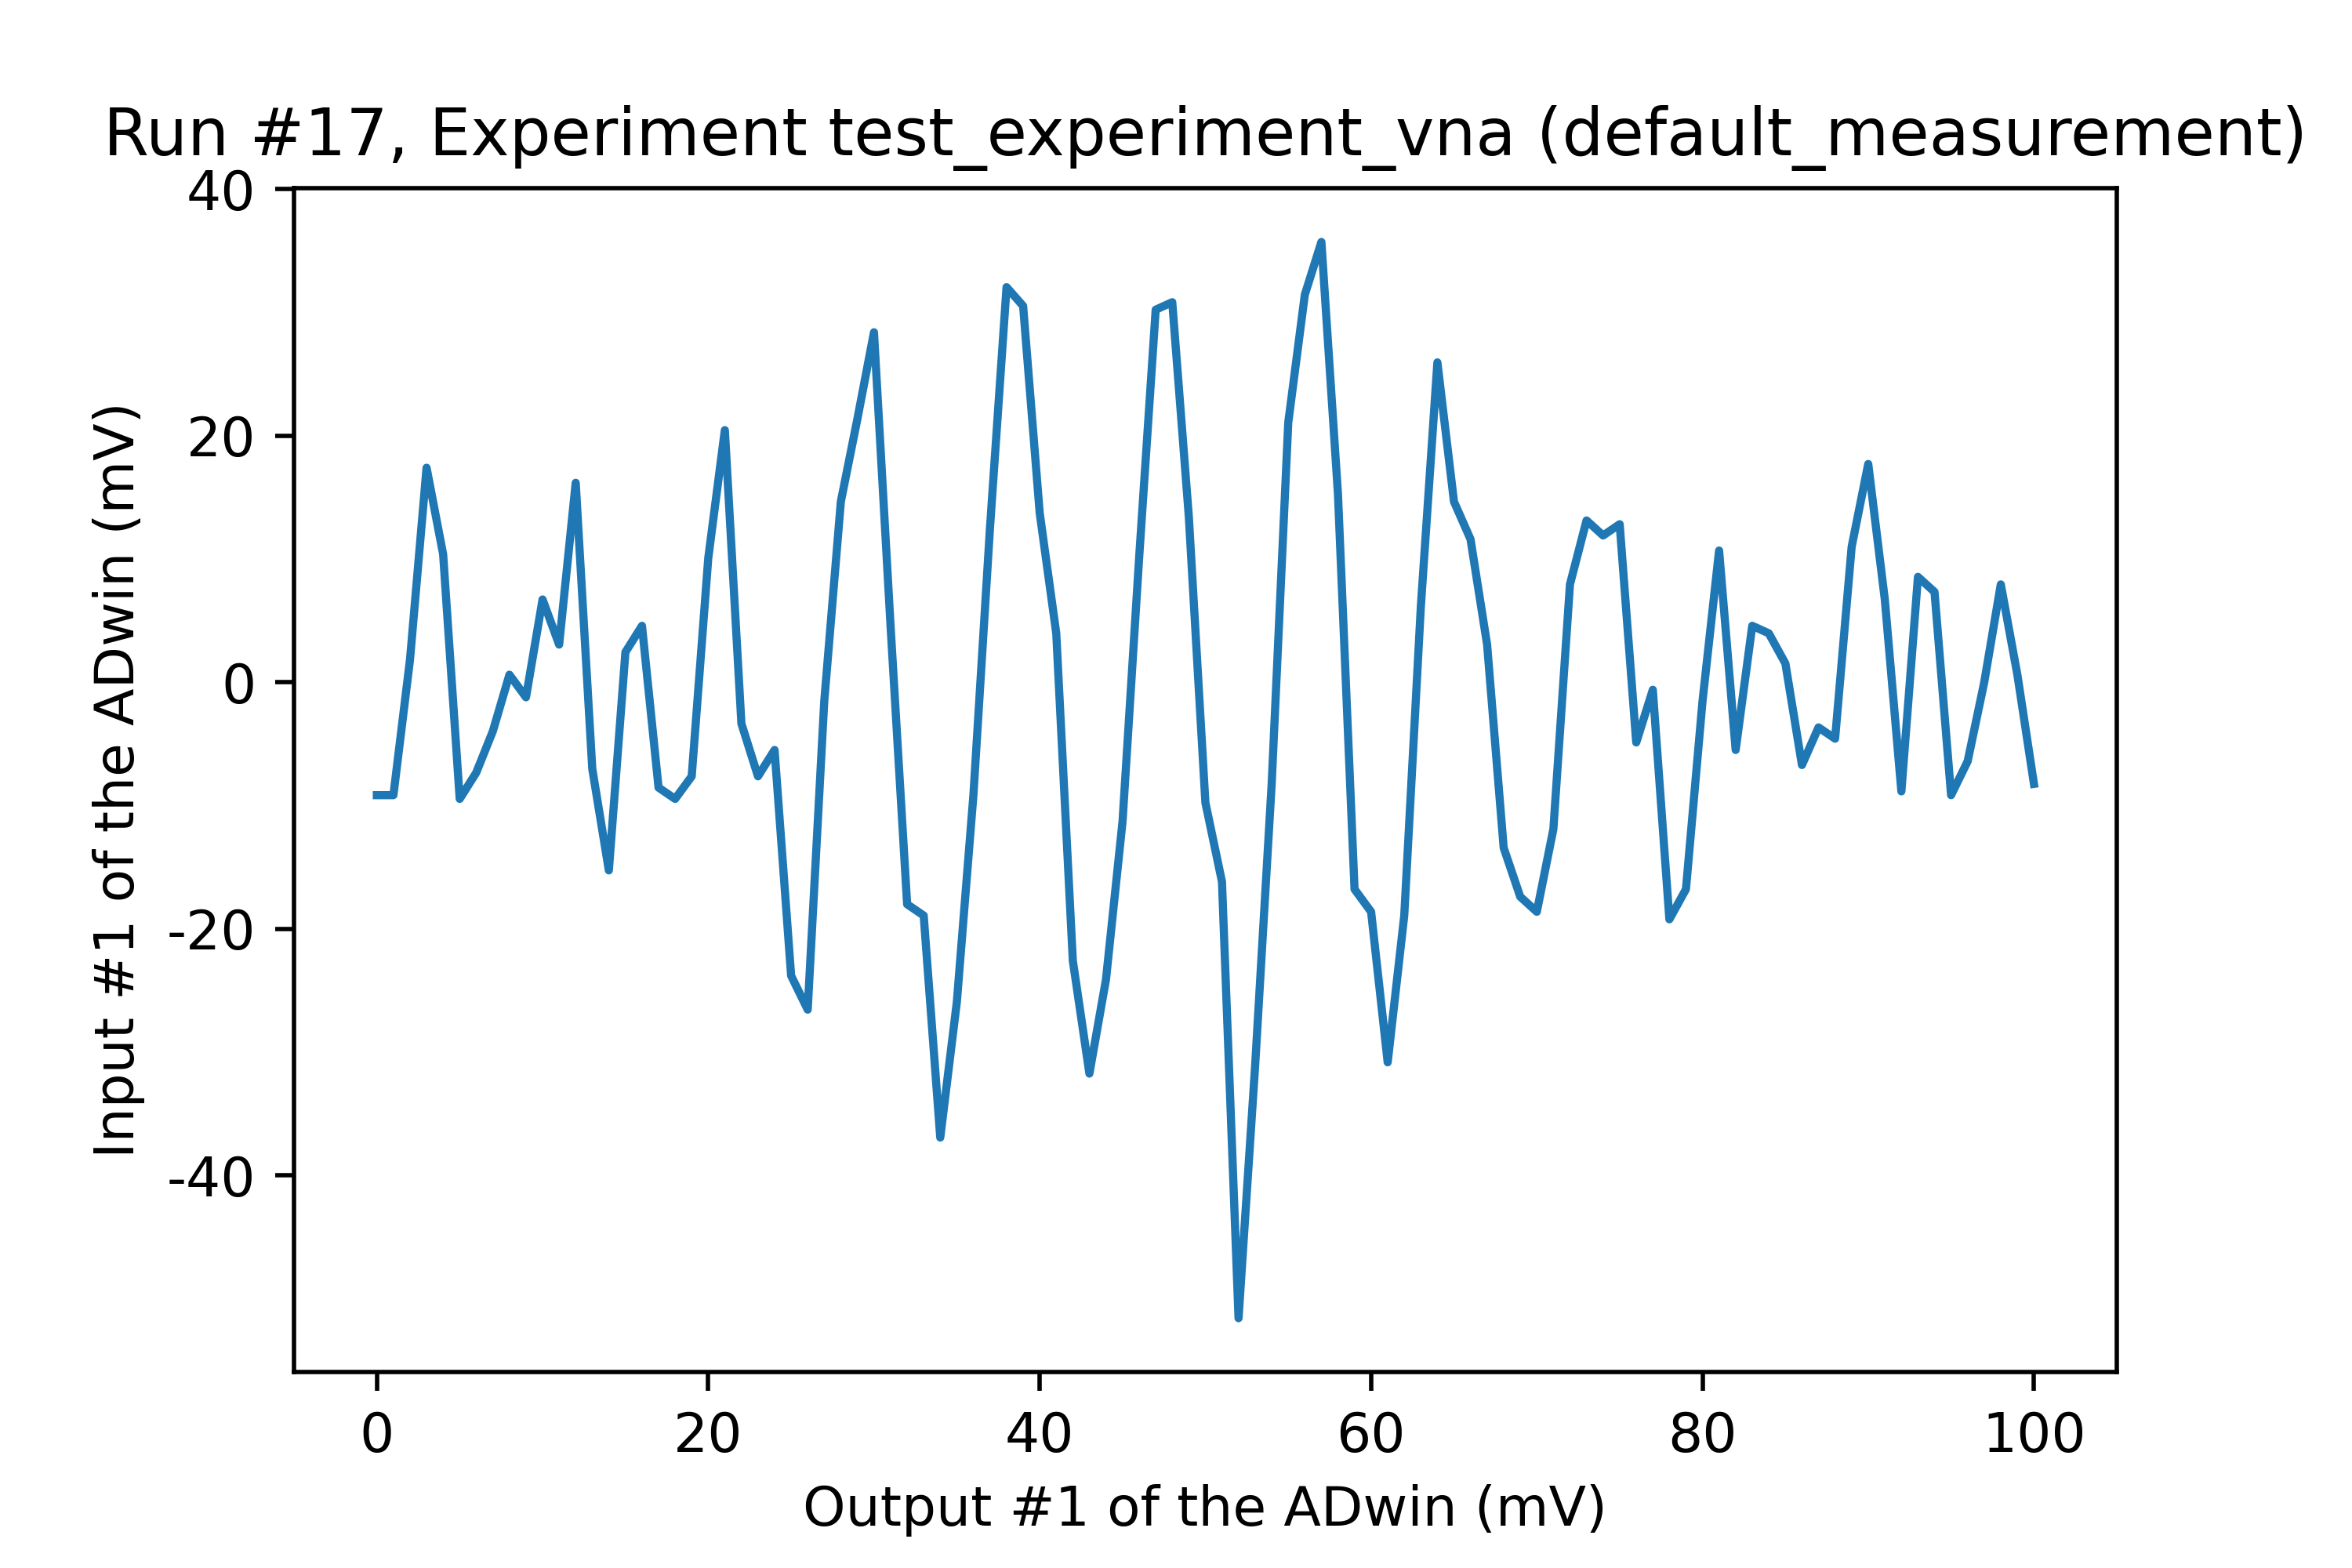 Run #17, Experiment test_experiment_vna (default_measurement)
40
20
0
-20
-40
Input #1 of the ADwin (mV)
0 20 40 60 80 100
Output #1 of the ADwin (mV)